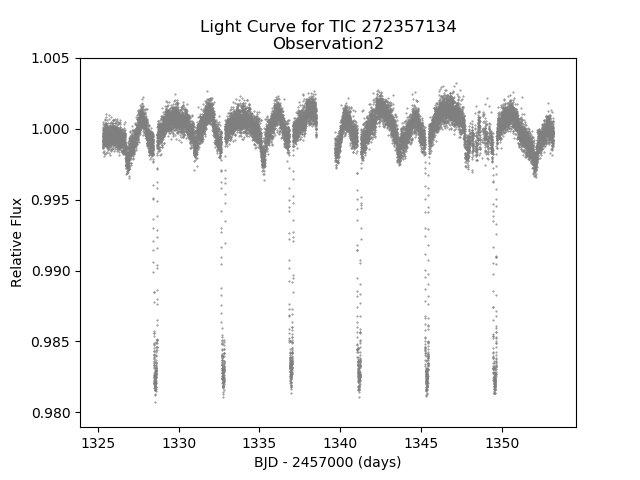 Light Curve for TIC 272357134
Observation2
1.005
1.000
0.995
0.990
0.985
0.980
Relative Flux
1325 1330 1335 1340 1345 1350
BJD - 2457000 (days)